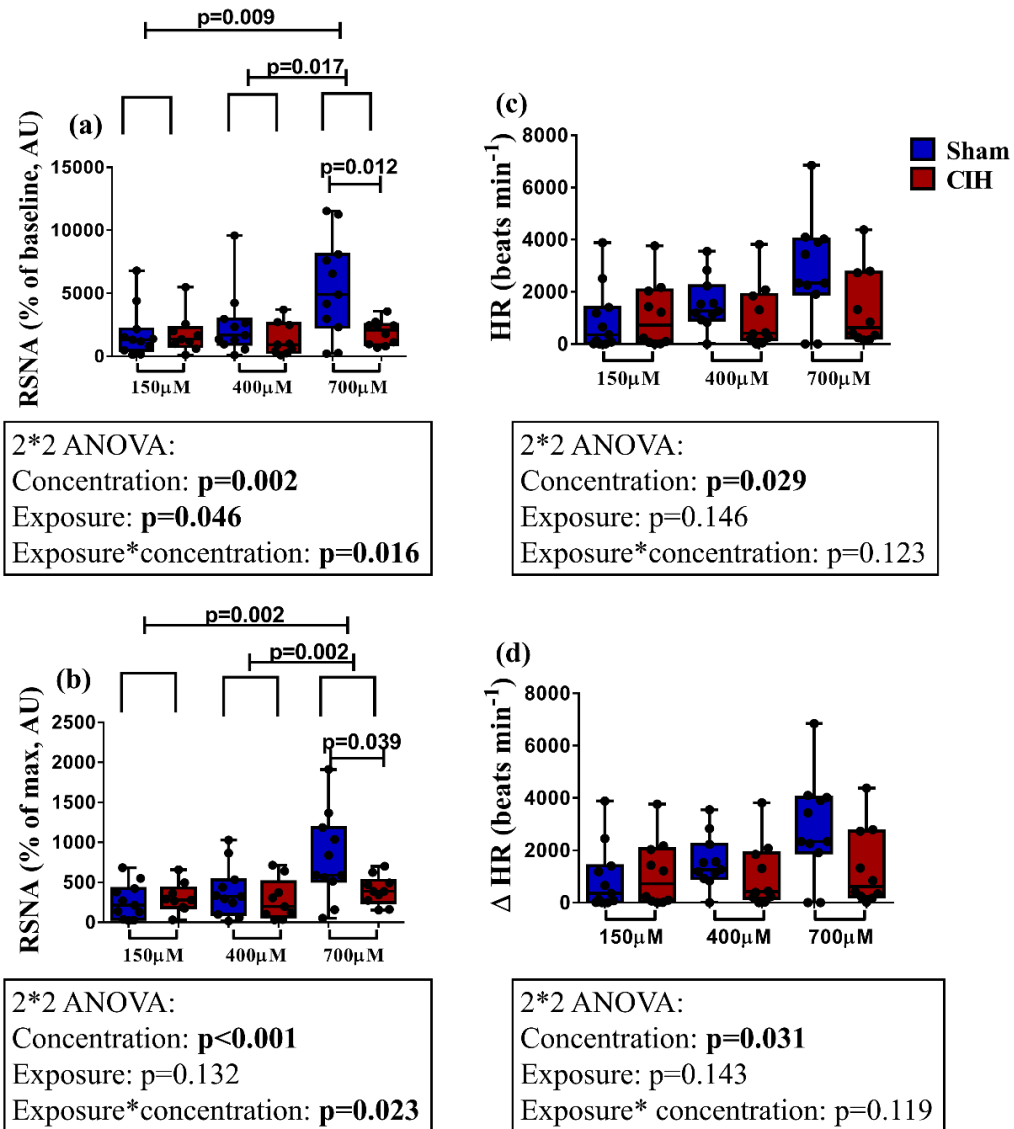 p=0.009
p=0.017
(a)
RSNA (% of baseline, AU)
15000
10000
5000
0
p=0.012
150μM
400μM
700μM
2*2 ANOVA:
Concentration: p=0.002
Exposure: p=0.046
Exposure*concentration: p=0.016
(c)
HR (beats min-1)
8000
6000
4000
2000
0
150μM
400μM
700μM
Sham
CIH
2*2 ANOVA:
Concentration: p=0.029
Exposure: p=0.146
Exposure*concentration: p=0.123
p=0.002
p=0.002
(b)
RSNA (% of max, AU)
2500
2000
1500
1000
500
0
p=0.039
150μM
400μM
700μM
2*2 ANOVA:
Concentration: p<0.001
Exposure: p=0.132
Exposure*concentration: p=0.023
(d)
Δ HR (beats min-1)
8000
6000
4000
2000
0
150μM
400μM
700μM
2*2 ANOVA:
Concentration: p=0.031
Exposure: p=0.143
Exposure* concentration: p=0.119